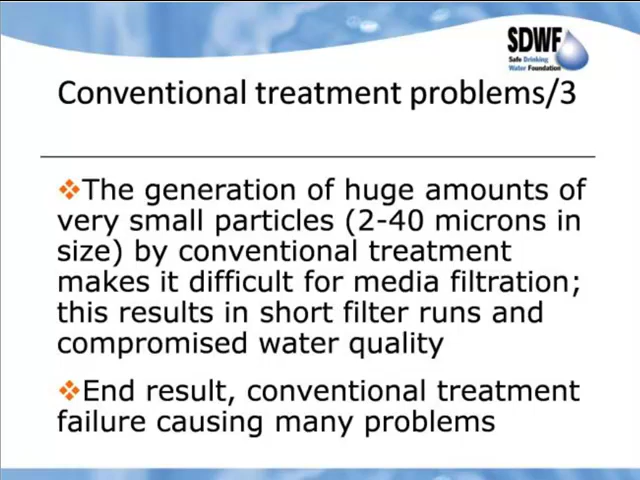 SDWF
Safe Drinking
Water Foundation
Conventional treatment problems/3
❖The generation of huge amounts of
very small particles (2-40 microns in
size) by conventional treatment
makes it difficult for media filtration;
this results in short filter runs and
compromised water quality
❖End result, conventional treatment
failure causing many problems